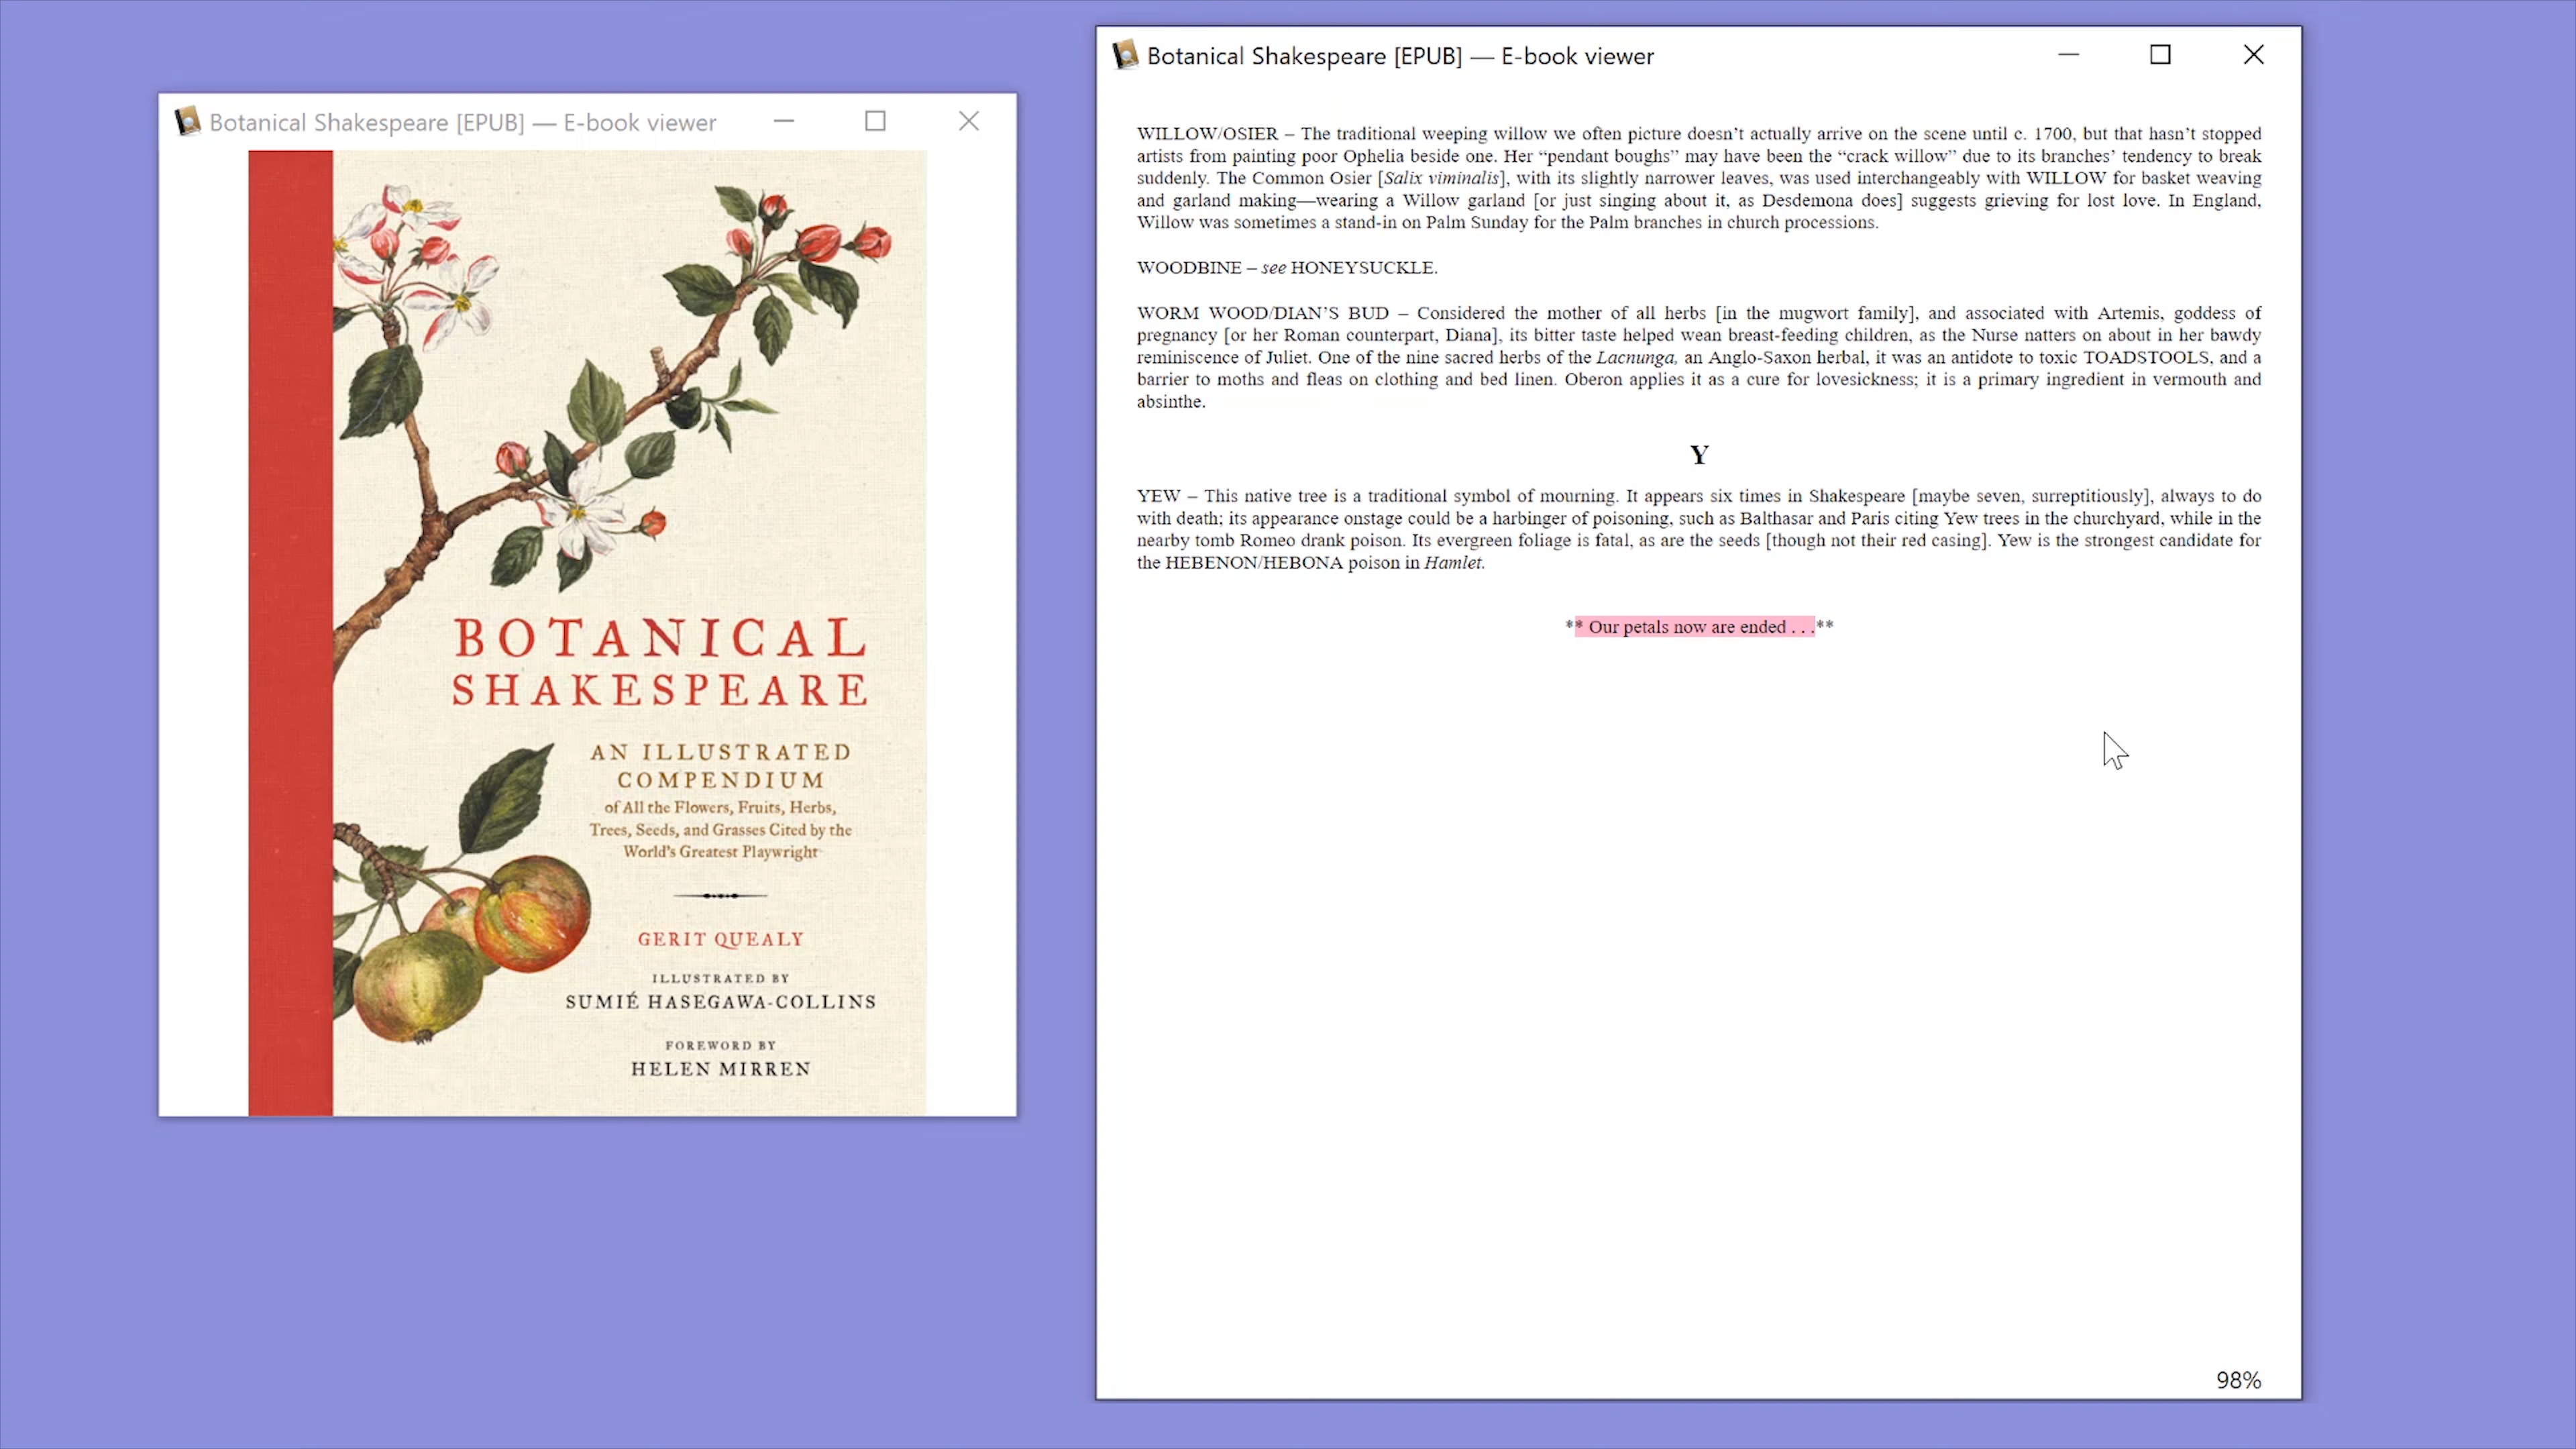 Botanical Shakespeare [EPUB] — E-book viewer
BOTANICAL
SHAKESPEARE
AN ILLUSTRATED
COMPENDIUM
of All the Flowers, Fruits, Herbs,
Trees, Seeds, and Grasses Cited by the
World's Greatest Playwright
GERIT QUEALY
ILLUSTRATED BY
SUMIÉ HASEGAWA-COLLINS
FOREWORD BY
HELEN MIRREN
Botanical Shakespeare [EPUB] — E-book viewer
WILLOW/OSIER – The traditional weeping willow we often picture doesn’t actually arrive on the scene until c. 1700, but that hasn’t stopped
artists from painting poor Ophelia beside one. Her “pendant boughs” may have been the “crack willow” due to its branches’ tendency to break
suddenly. The Common Osier [Salix viminalis], with its slightly narrower leaves, was used interchangeably with WILLOW for basket weaving
and garland making—wearing a Willow garland [or just singing about it, as Desdemona does] suggests grieving for lost love. In England,
Willow was sometimes a stand-in on Palm Sunday for the Palm branches in church processions.
WOODBINE – see HONEYSUCKLE.
WORM WOOD/DIAN’S BUD – Considered the mother of all herbs [in the mugwort family], and associated with Artemis, goddess of
pregnancy [or her Roman counterpart, Diana], its bitter taste helped wean breast-feeding children, as the Nurse natters on about in her bawdy
reminiscence of Juliet. One of the nine sacred herbs of the Lacnunga, an Anglo-Saxon herbal, it was an antidote to toxic TOADSTOOLS, and a
barrier to moths and fleas on clothing and bed linen. Oberon applies it as a cure for lovesickness; it is a primary ingredient in vermouth and
absinthe.
Y
YEW – This native tree is a traditional symbol of mourning. It appears six times in Shakespeare [maybe seven, surreptitiously], always to do
with death; its appearance onstage could be a harbinger of poisoning, such as Balthasar and Paris citing Yew trees in the churchyard, while in the
nearby tomb Romeo drank poison. Its evergreen foliage is fatal, as are the seeds [though not their red casing]. Yew is the strongest candidate for
the HEBENON/HEBONA poison in Hamlet.
** Our petals now are ended . . .**
98%